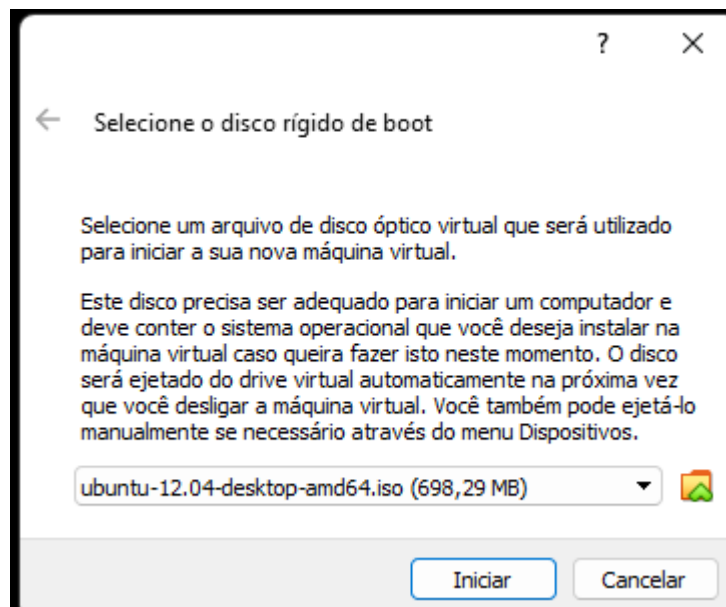 ?
Selecione o disco rígido de boot
Selecione um arquivo de disco óptico virtual que será utilizado
para iniciar a sua nova máquina virtual.
Este disco precisa ser adequado para iniciar um computador e
deve conter o sistema operacional que você deseja instalar na
máquina virtual caso queira fazer isto neste momento. O disco
será ejetado do drive virtual automaticamente na próxima vez
que você desligar a máquina virtual. Você também pode ejetá-lo
manualmente se necessário através do menu Dispositivos.
ubuntu-12.04-desktop-amd64.iso (698,29 MB)
Iniciar Cancelar